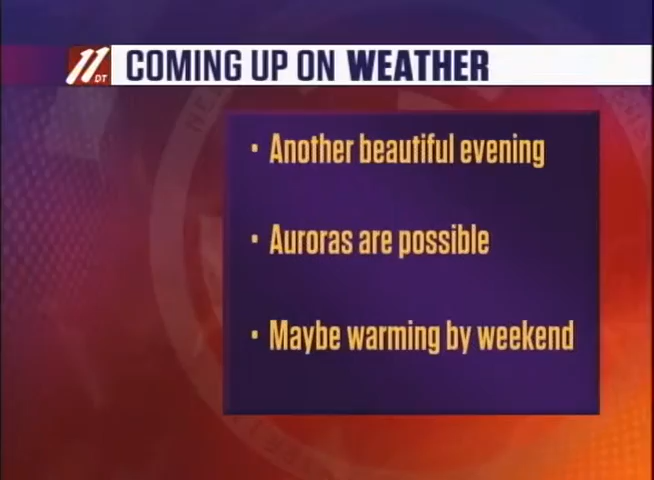 11 DT COMING UP ON WEATHER
· Another beautiful evening
· Auroras are possible
· Maybe warming by weekend